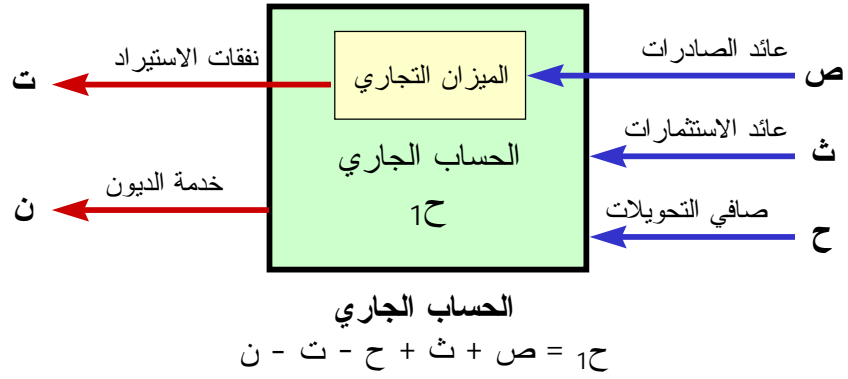 عائد الصادرات
ص
الميزان التجاري
نفقات الاستيراد
ت
عائد الاستثمارات
ث
الحساب الجاري
ح1
خدمة الديون
ن
صافي التحويلات
ح
الحساب الجاري
ح1 = ص + ث + ح - ت - ن